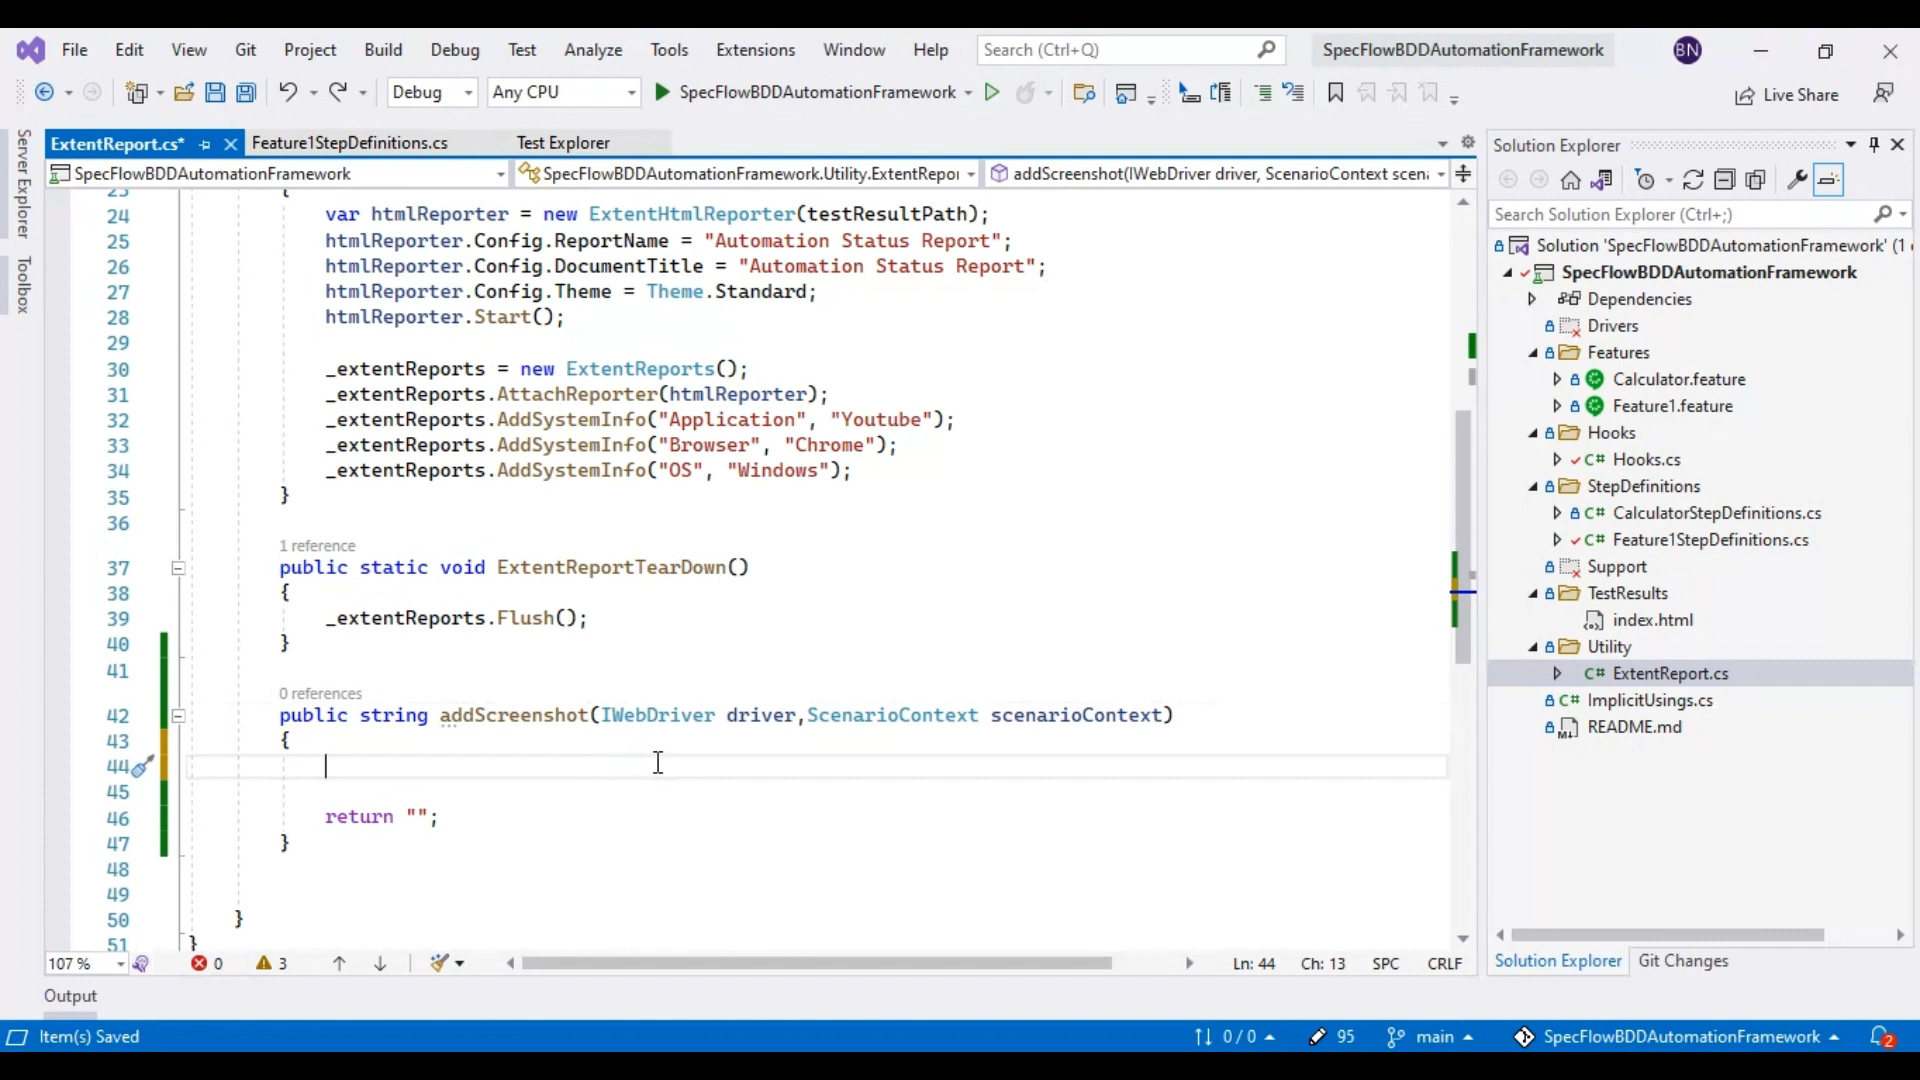 File Edit View Git Project Build Debug Test Analyze Tools Extensions Window Help Search (Ctrl+Q) SpecFlowBDDAutomationFramework BN
Debug Any CPU SpecFlowBDDAutomationFramework Live Share
Server Explorer
Toolbox
ExtentReport.cs* Feature1StepDefinitions.cs Test Explorer
SpecFlowBDDAutomationFramework SpecFlowBDDAutomationFramework.Utility.ExtentRepor addScreenshot(IWebDriver driver, ScenarioContext scena
23 {
24 var htmlReporter = new ExtentHtmlReporter(testResultPath);
25 htmlReporter.Config.ReportName = "Automation Status Report";
26 htmlReporter.Config.DocumentTitle = "Automation Status Report";
27 htmlReporter.Config.Theme = Theme.Standard;
28 htmlReporter.Start();
29
30 _extentReports = new ExtentReports();
31 _extentReports.AttachReporter(htmlReporter);
32 _extentReports.AddSystemInfo("Application", "Youtube");
33 _extentReports.AddSystemInfo("Browser", "Chrome");
34 _extentReports.AddSystemInfo("OS", "Windows");
35 }
36
1 reference
37 public static void ExtentReportTearDown()
38 {
39 _extentReports.Flush();
40 }
41
0 references
42 public string addScreenshot(IWebDriver driver,ScenarioContext scenarioContext)
43 {
44
45
46 return "";
47 }
48
49
50 }
51 }
107 % 0 3 Ln: 44 Ch: 13 SPC CRLF
Output
Solution Explorer
Search Solution Explorer (Ctrl+;)
Solution 'SpecFlowBDDAutomationFramework' (1
SpecFlowBDDAutomationFramework
Dependencies
Drivers
Features
Calculator.feature
Feature1.feature
Hooks
C# Hooks.cs
StepDefinitions
C# CalculatorStepDefinitions.cs
C# Feature1StepDefinitions.cs
Support
TestResults
index.html
Utility
C# ExtentReport.cs
C# ImplicitUsings.cs
README.md
Solution Explorer Git Changes
Item(s) Saved 0 / 0 95 main SpecFlowBDDAutomationFramework 2